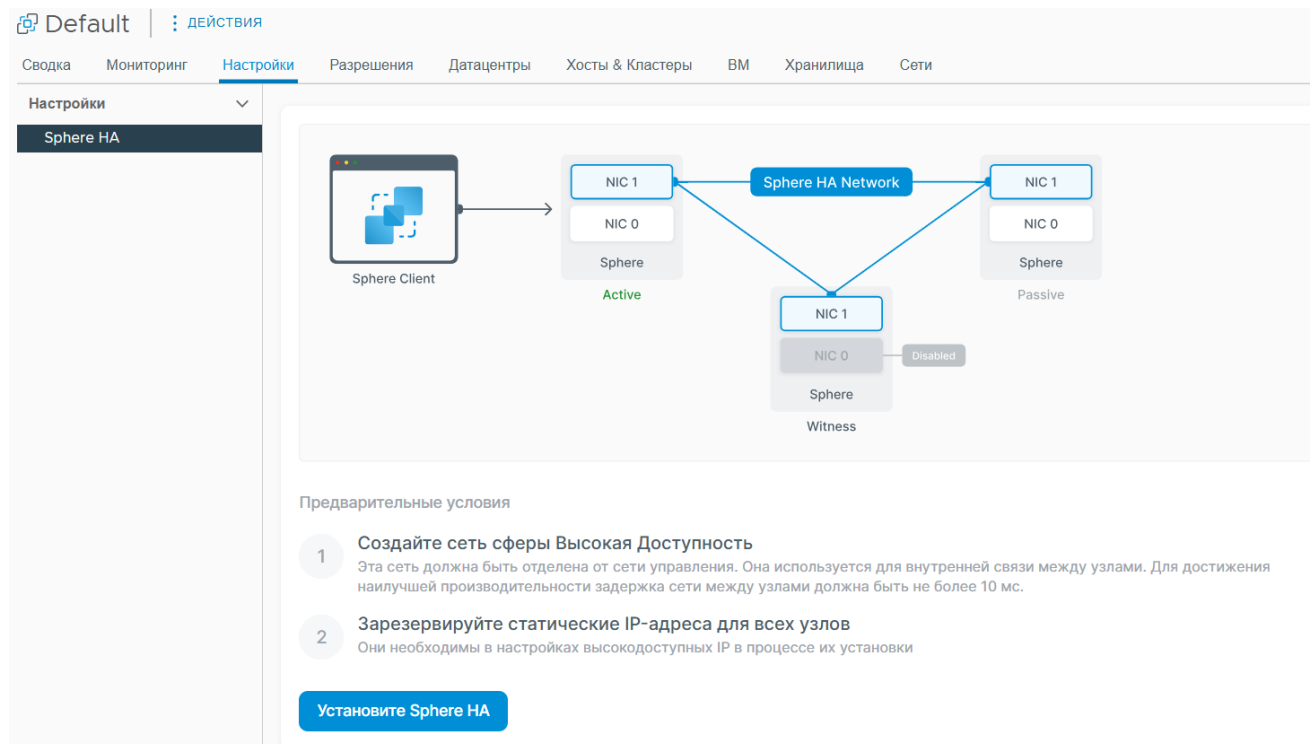 Default
ДЕЙСТВИЯ
Сводка Мониторинг Настройки Разрешения Датацентры Хосты & Кластеры ВМ Хранилища Сети
Настройки
Sphere HA
Sphere Client
NIC 1
NIC 0
Sphere
Active
Sphere HA Network
NIC 1
NIC 0
Sphere
Passive
NIC 1
NIC 0
Disabled
Sphere
Witness
Предварительные условия
1
Создайте сеть сферы Высокая Доступность
Эта сеть должна быть отделена от сети управления. Она используется для внутренней связи между узлами. Для достижения
наилучшей производительности задержка сети между узлами должна быть не более 10 мс.
2
Зарезервируйте статические IP-адреса для всех узлов
Они необходимы в настройках высокодоступных IP в процессе их установки
Установите Sphere HA